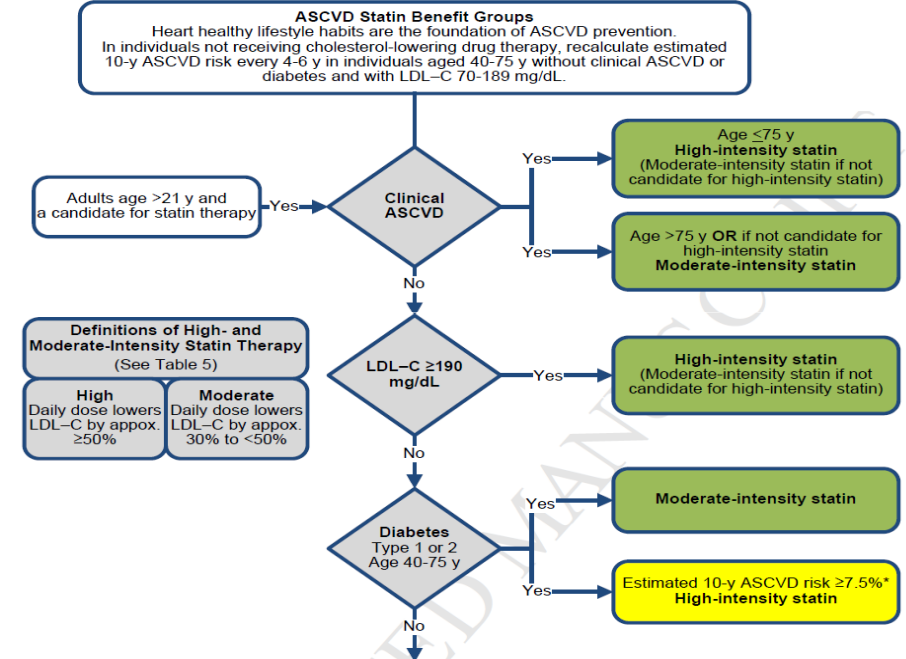 ASCVD Statin Benefit Groups
Heart healthy lifestyle habits are the foundation of ASCVD prevention.
In individuals not receiving cholesterol-lowering drug therapy, recalculate estimated
10-y ASCVD risk every 4-6 y in individuals aged 40-75 y without clinical ASCVD or
diabetes and with LDL–C 70-189 mg/dL.
Adults age >21 y and
a candidate for statin therapy
Yes
Clinical
ASCVD
Yes
Age ≤75 y
High-intensity statin
(Moderate-intensity statin if not
candidate for high-intensity statin)
Yes
Age >75 y OR if not candidate for
high-intensity statin
Moderate-intensity statin
No
Definitions of High- and
Moderate-Intensity Statin Therapy
(See Table 5)
High
Daily dose lowers
LDL–C by appox.
≥50%
Moderate
Daily dose lowers
LDL–C by appox.
30% to <50%
LDL–C ≥190
mg/dL
Yes
High-intensity statin
(Moderate-intensity statin if not
candidate for high-intensity statin)
No
Diabetes
Type 1 or 2
Age 40-75 y
Yes
Moderate-intensity statin
Yes
Estimated 10-y ASCVD risk ≥7.5%*
High-intensity statin
No